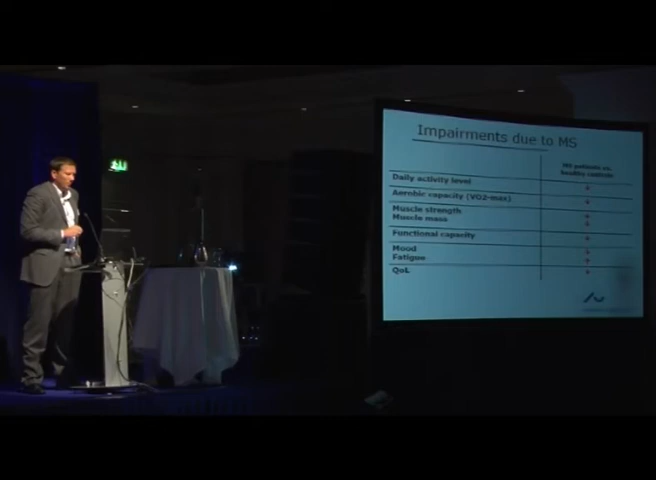 Impairments due to MS
MS patients vs.
healthy controls
Daily activity level
Aerobic capacity (VO2-max)
Muscle strength
Muscle mass
Functional capacity
Mood
Fatigue
QoL